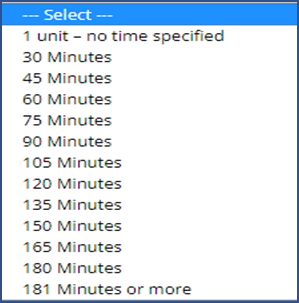 --- Select ---
1 unit – no time specified
30 Minutes
45 Minutes
60 Minutes
75 Minutes
90 Minutes
105 Minutes
120 Minutes
135 Minutes
150 Minutes
165 Minutes
180 Minutes
181 Minutes or more